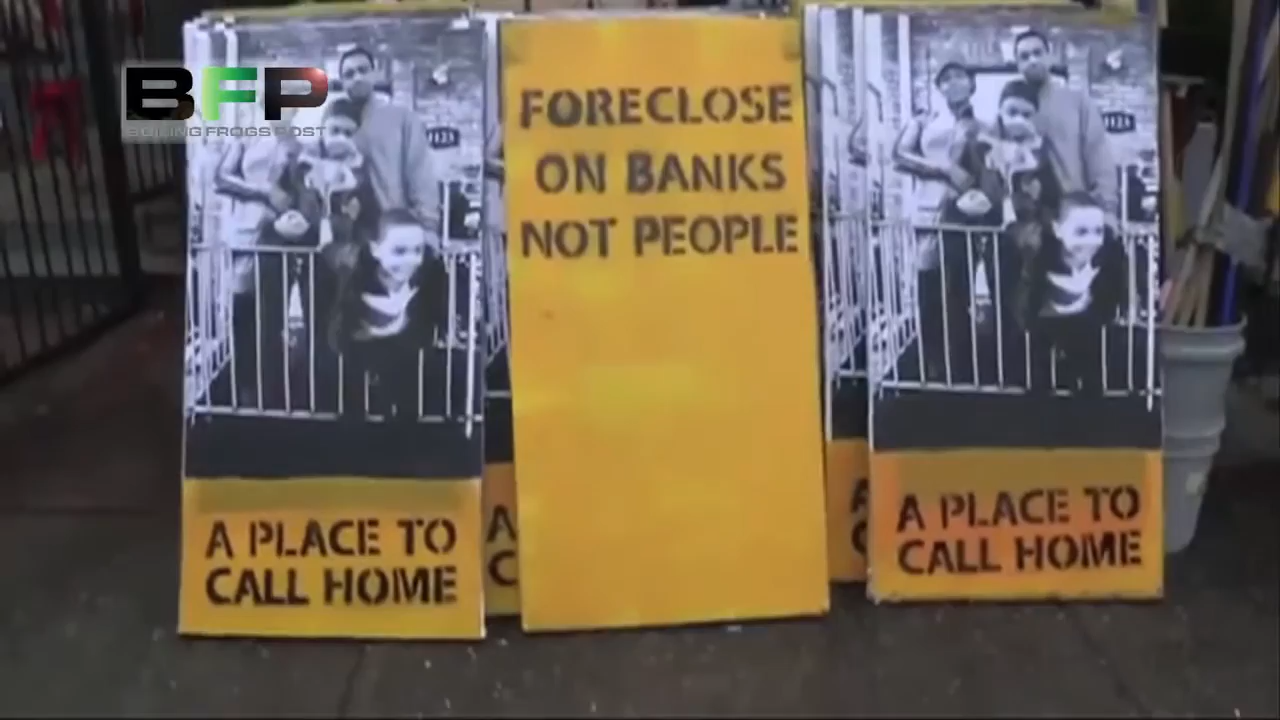 BFP
BOILING FROGS POST
FORECLOSE
ON BANKS
NOT PEOPLE
A PLACE TO
CALL HOME
A
C
A
C
A PLACE TO
CALL HOME